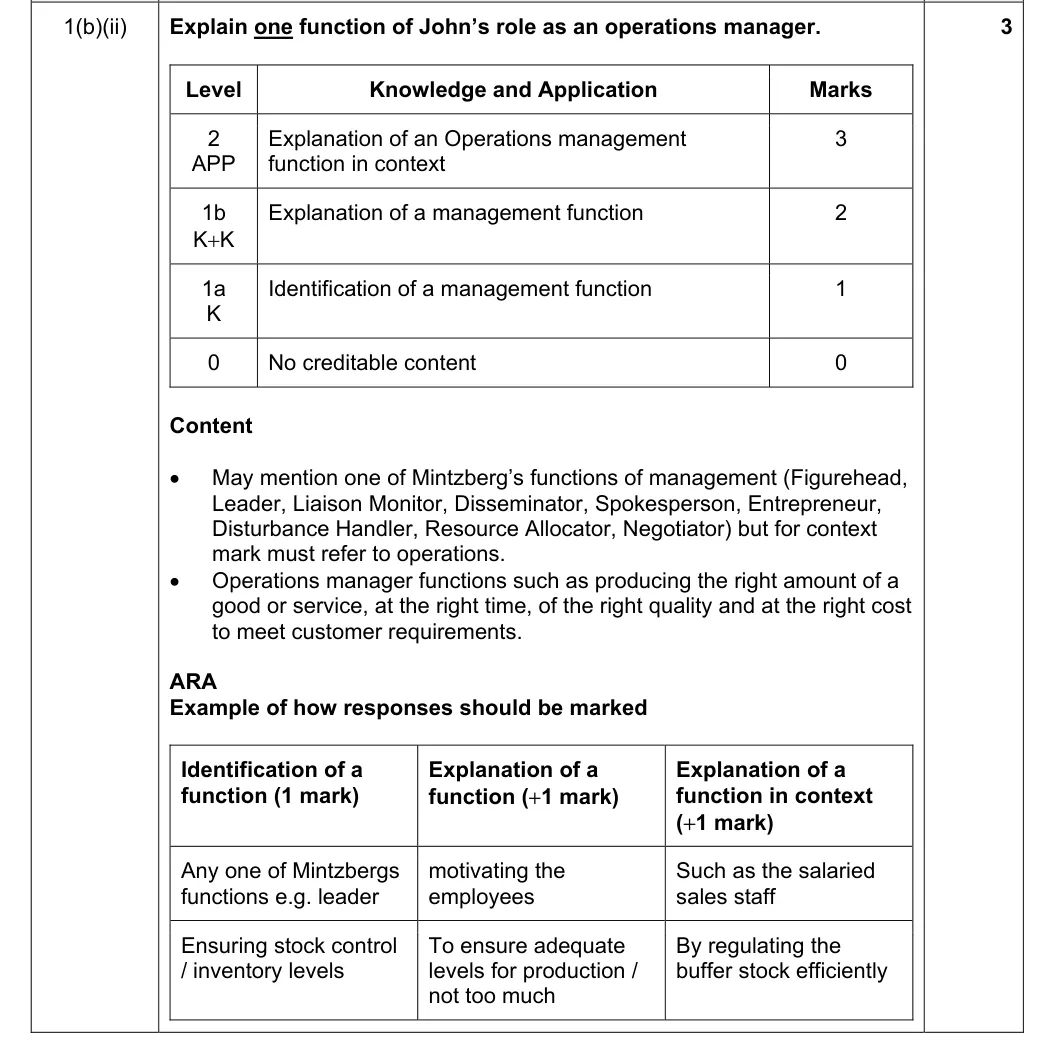 1(b)(ii)
Explain one function of John's role as an operations manager.
3
Level
Knowledge and Application
Marks
2
APP
Explanation of an Operations management
function in context
3
1b
K+K
Explanation of a management function
2
1a
K
Identification of a management function
1
0
No creditable content
0
Content
• May mention one of Mintzberg's functions of management (Figurehead,
Leader, Liaison Monitor, Disseminator, Spokesperson, Entrepreneur,
Disturbance Handler, Resource Allocator, Negotiator) but for context
mark must refer to operations.
• Operations manager functions such as producing the right amount of a
good or service, at the right time, of the right quality and at the right cost
to meet customer requirements.
ARA
Example of how responses should be marked
Identification of a
function (1 mark)
Explanation of a
function (+1 mark)
Explanation of a
function in context
(+1 mark)
Any one of Mintzbergs
functions e.g. leader
motivating the
employees
Such as the salaried
sales staff
Ensuring stock control
/ inventory levels
To ensure adequate
levels for production /
not too much
By regulating the
buffer stock efficiently